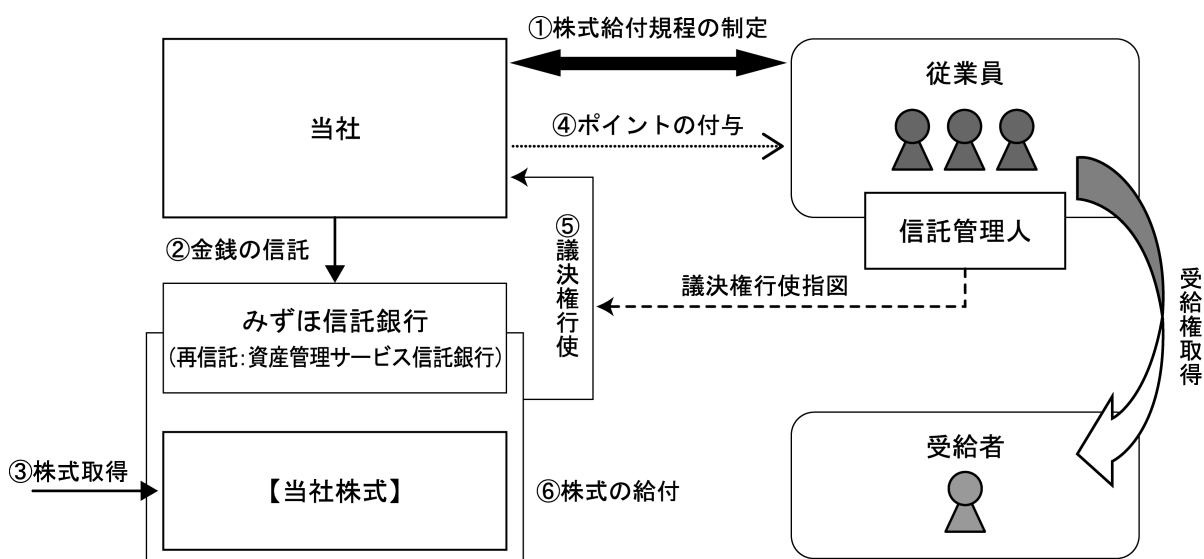 ①株式給付規程の制定
当社
従業員
④ポイントの付与
信託管理人
②金銭の信託
⑤議決権行使
議決権行使指図
受給権取得
みずほ信託銀行
(再信託:資産管理サービス信託銀行)
③株式取得
【当社株式】
⑥株式の給付
受給者